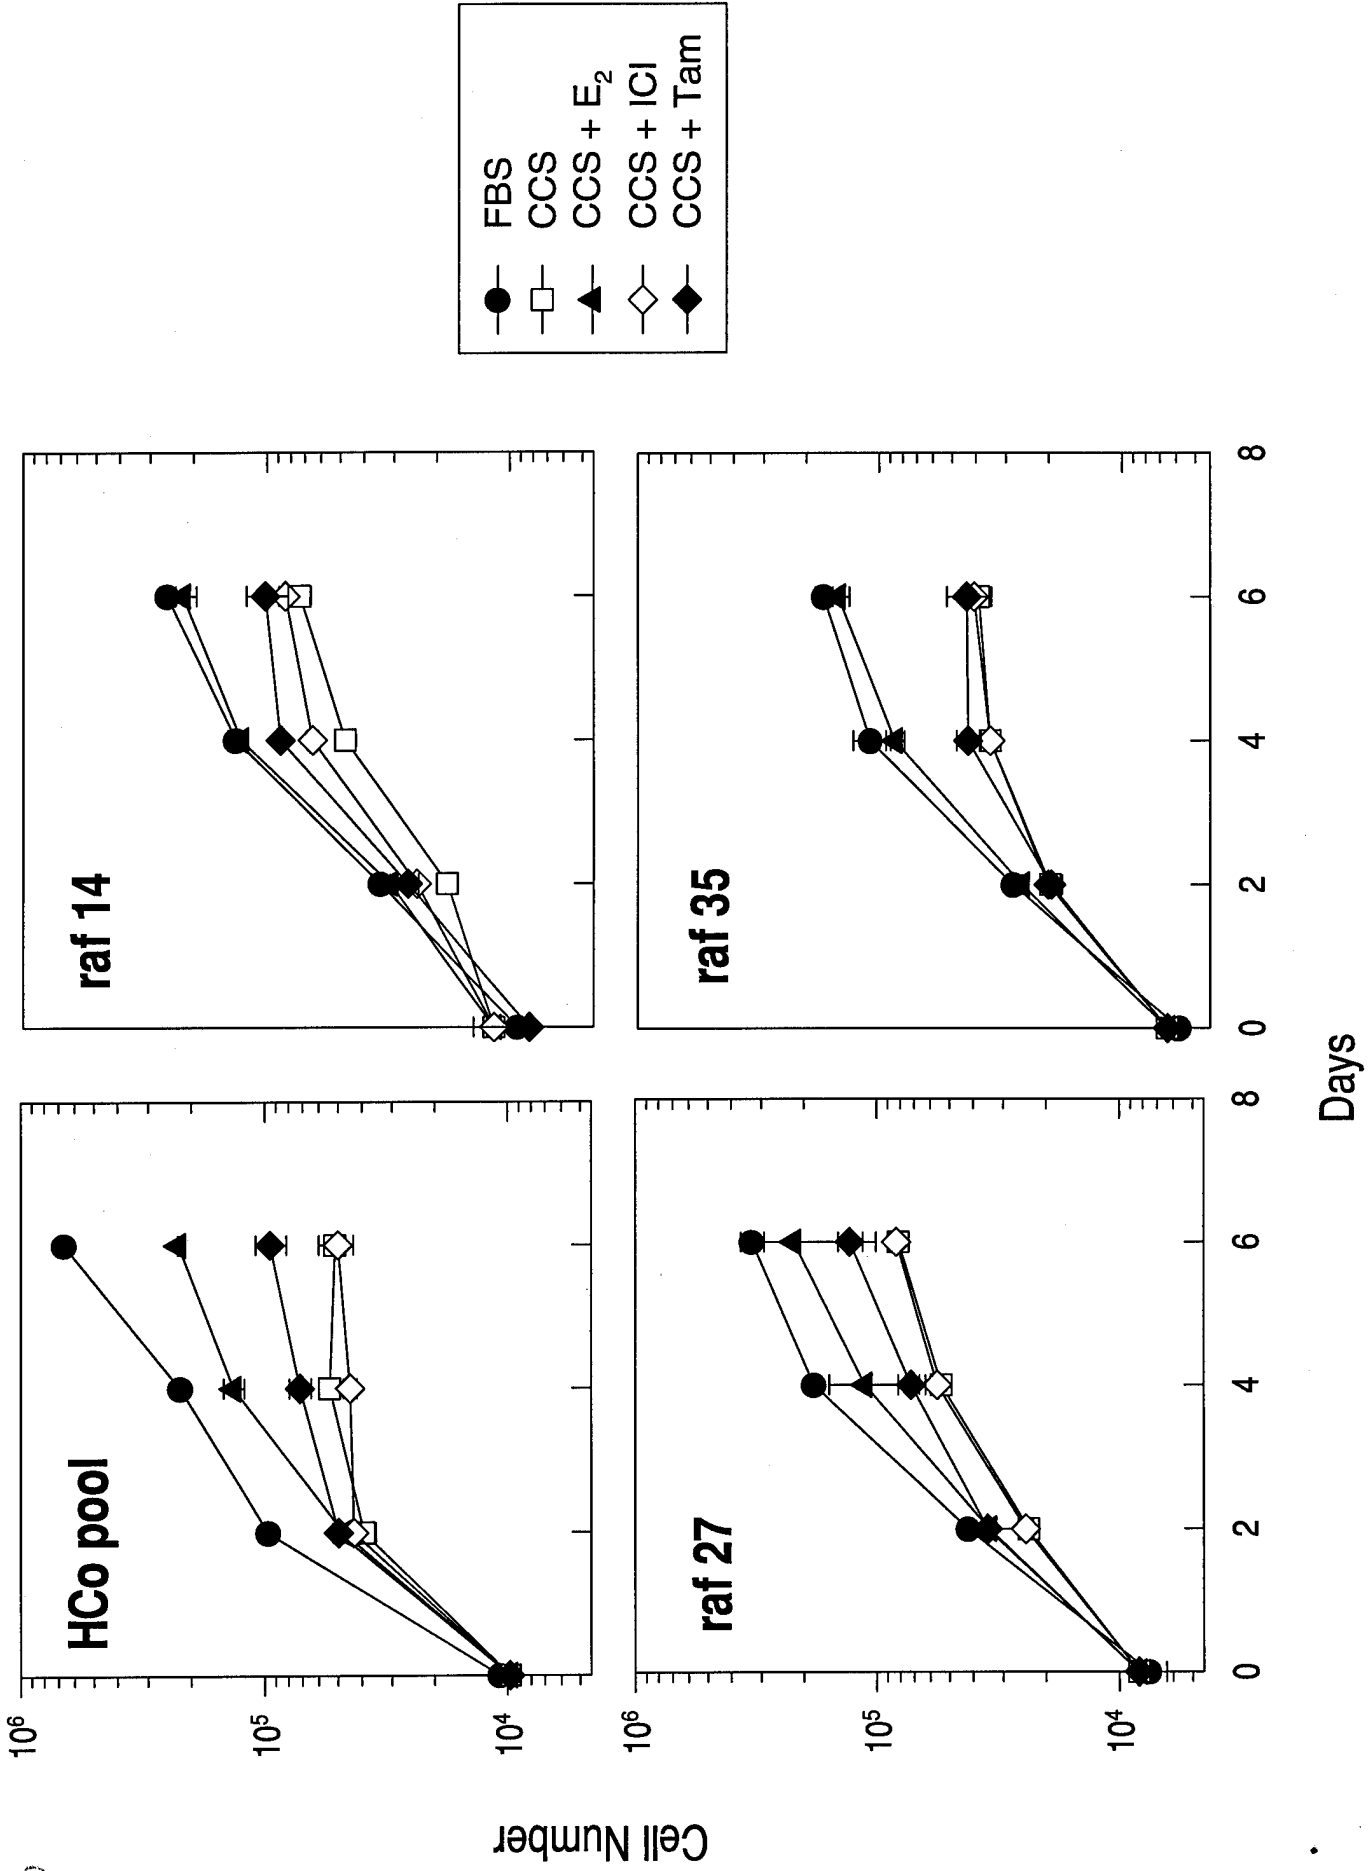 HCo pool
raf 14
10⁶
10⁵
10⁴
raf 27
raf 35
10⁶
10⁵
10⁴
0 2 4 6 8
0 2 4 6 8
Cell Number
Days
FBS
CCS
CCS + E₂
CCS + ICI
CCS + Tam